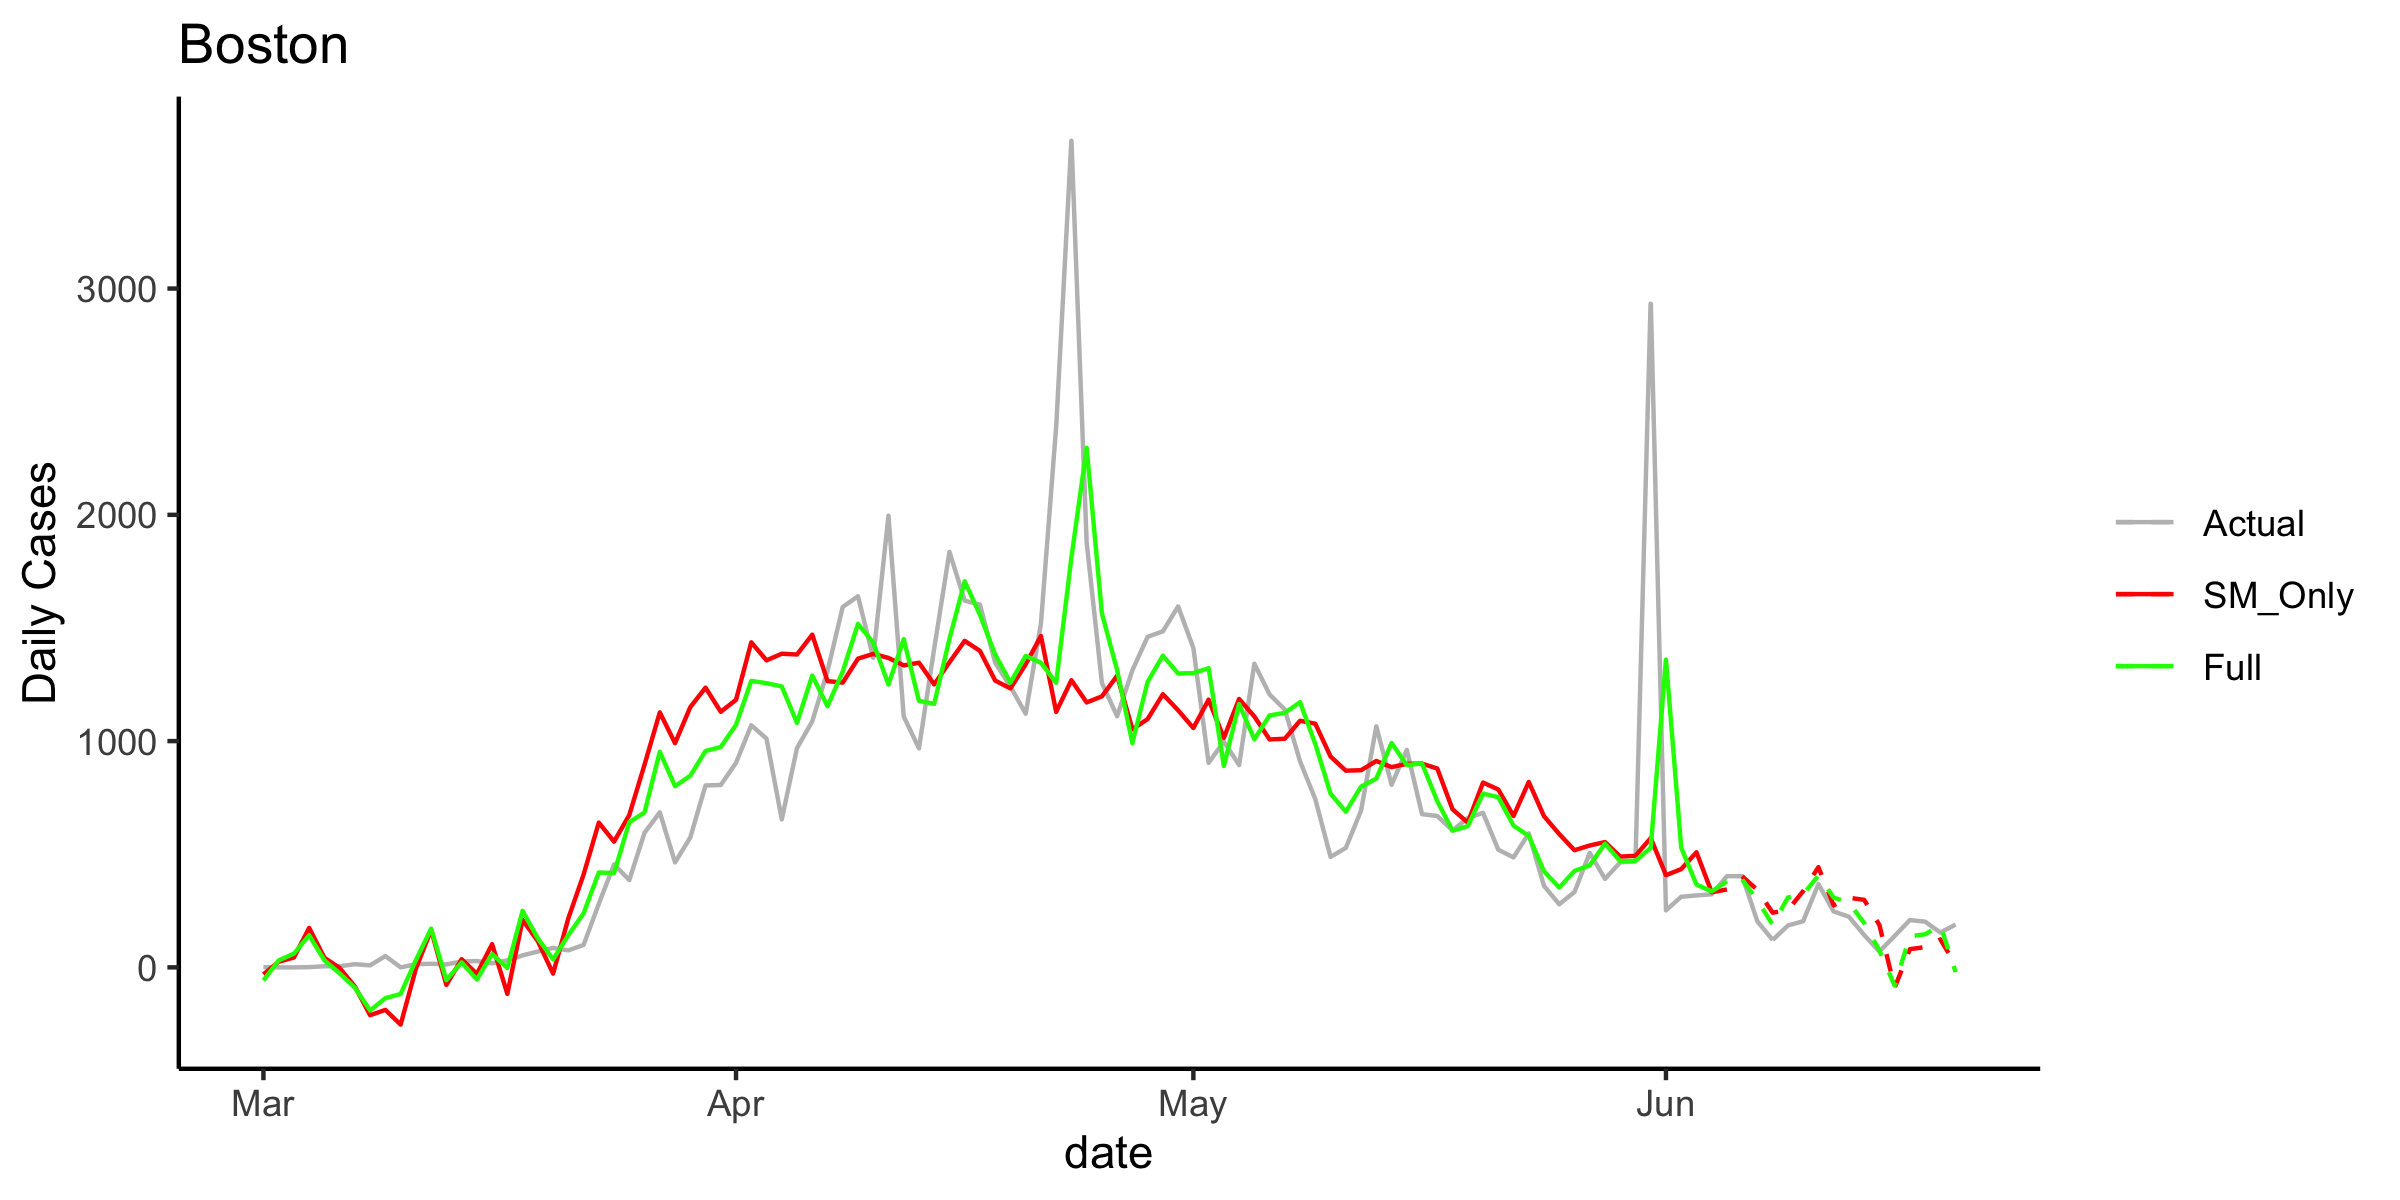 Boston
Daily Cases
3000
2000
1000
0
Mar Apr May Jun
date
Actual
SM_Only
Full